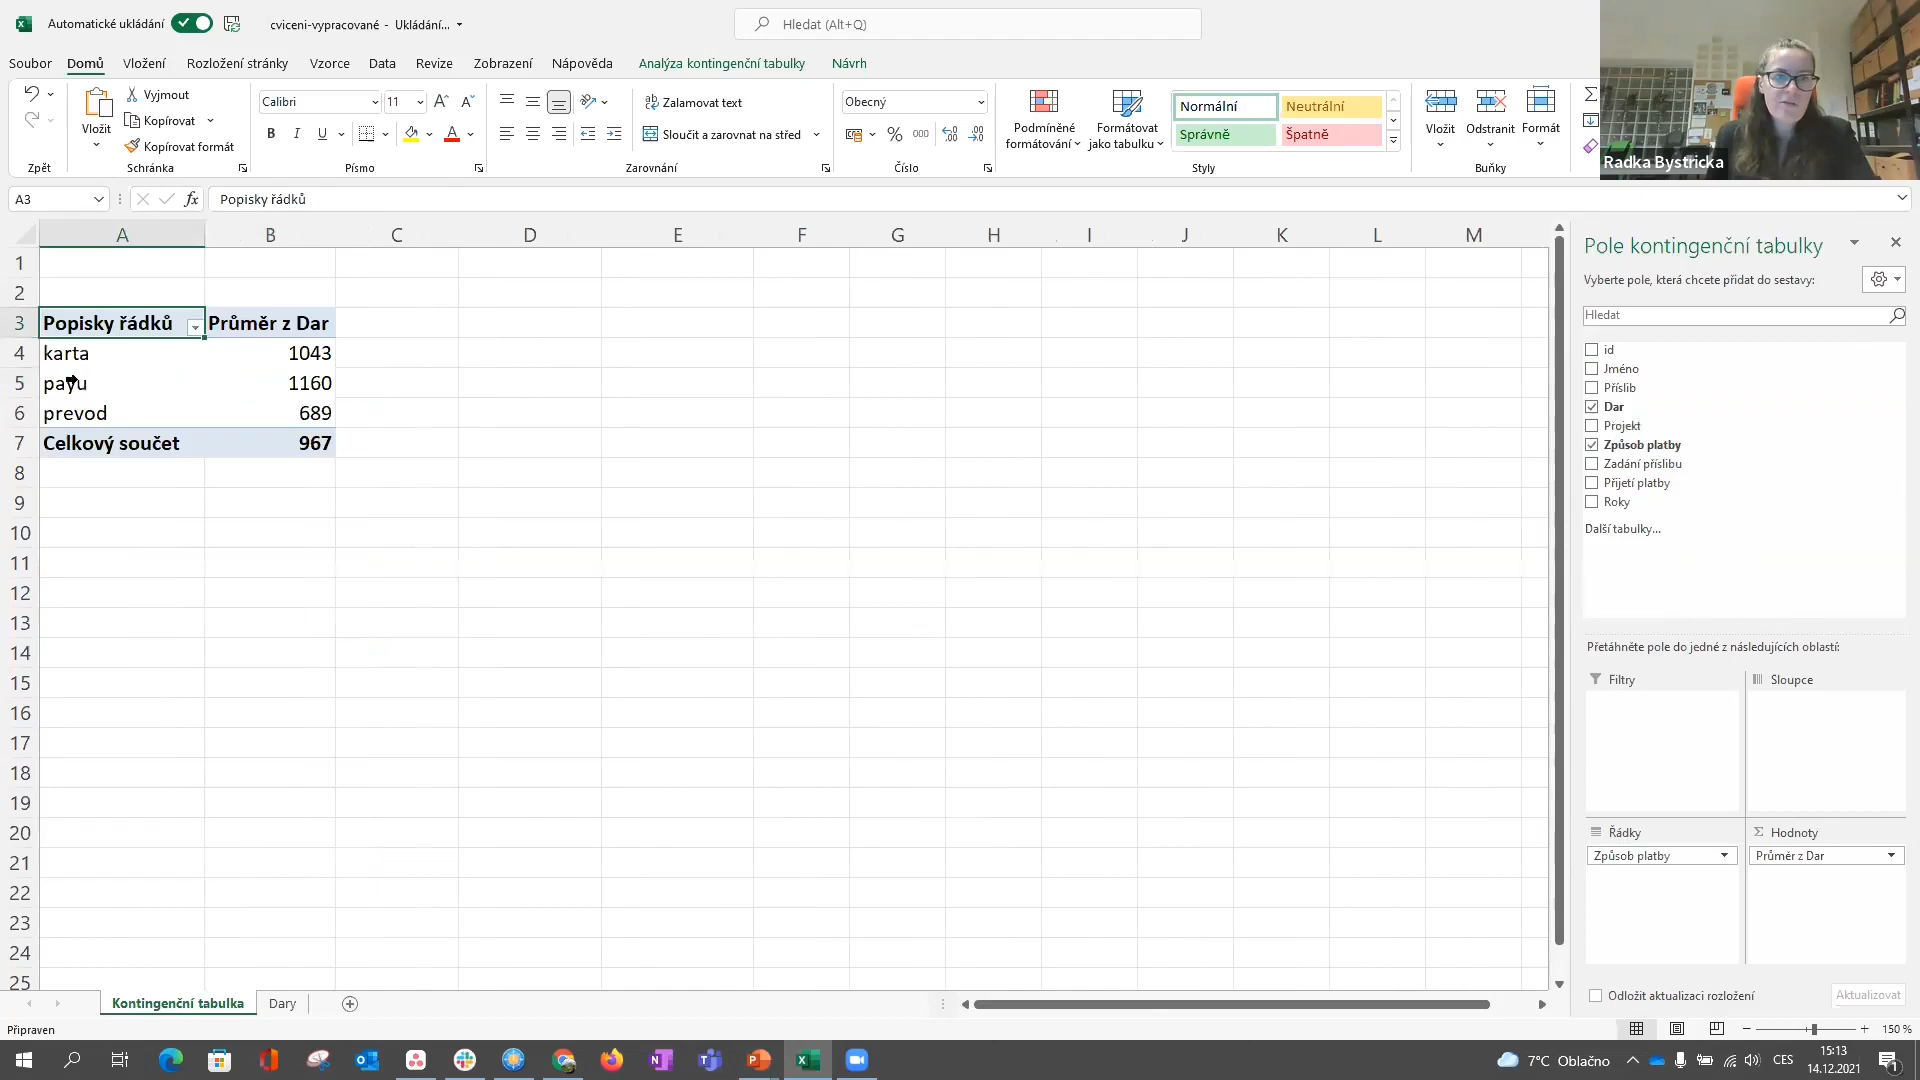 Automatické ukládání
cviceni-vypracované - Ukládání...
Hledat (Alt+Q)
Soubor Domů Vložení Rozložení stránky Vzorce Data Revize Zobrazení Nápověda Analýza kontingenční tabulky Návrh
Vložit
Vyjmout
Kopírovat
Kopírovat formát
Calibri 11
B I U
Zalamovat text
Sloučit a zarovnat na střed
Obecný
% 000
Podmíněné formátování
Formátovat jako tabulku
Normální Neutrální
Správně Špatně
Vložit Odstranit Formát
Zpět Schránka Písmo Zarovnání Číslo Styly Buňky
Radka Bystricka
A3 fx Popisky řádků
A B C D E F G H I J K L M
1
2
3 Popisky řádků Průměr z Dar
4 karta 1043
5 payu 1160
6 prevod 689
7 Celkový součet 967
8
9
10
11
12
13
14
15
16
17
18
19
20
21
22
23
24
25
Pole kontingenční tabulky
Vyberte pole, která chcete přidat do sestavy:
Hledat
id
Jméno
Příslib
Dar
Projekt
Způsob platby
Zadání příslibu
Přijetí platby
Roky
Další tabulky...
Přetáhněte pole do jedné z následujících oblastí:
Filtry Sloupce
Řádky Hodnoty
Způsob platby Průměr z Dar
Odložit aktualizaci rozložení Aktualizovat
Kontingenční tabulka Dary
Připraven
150 %
7°C Oblačno
CES
15:13
14.12.2021